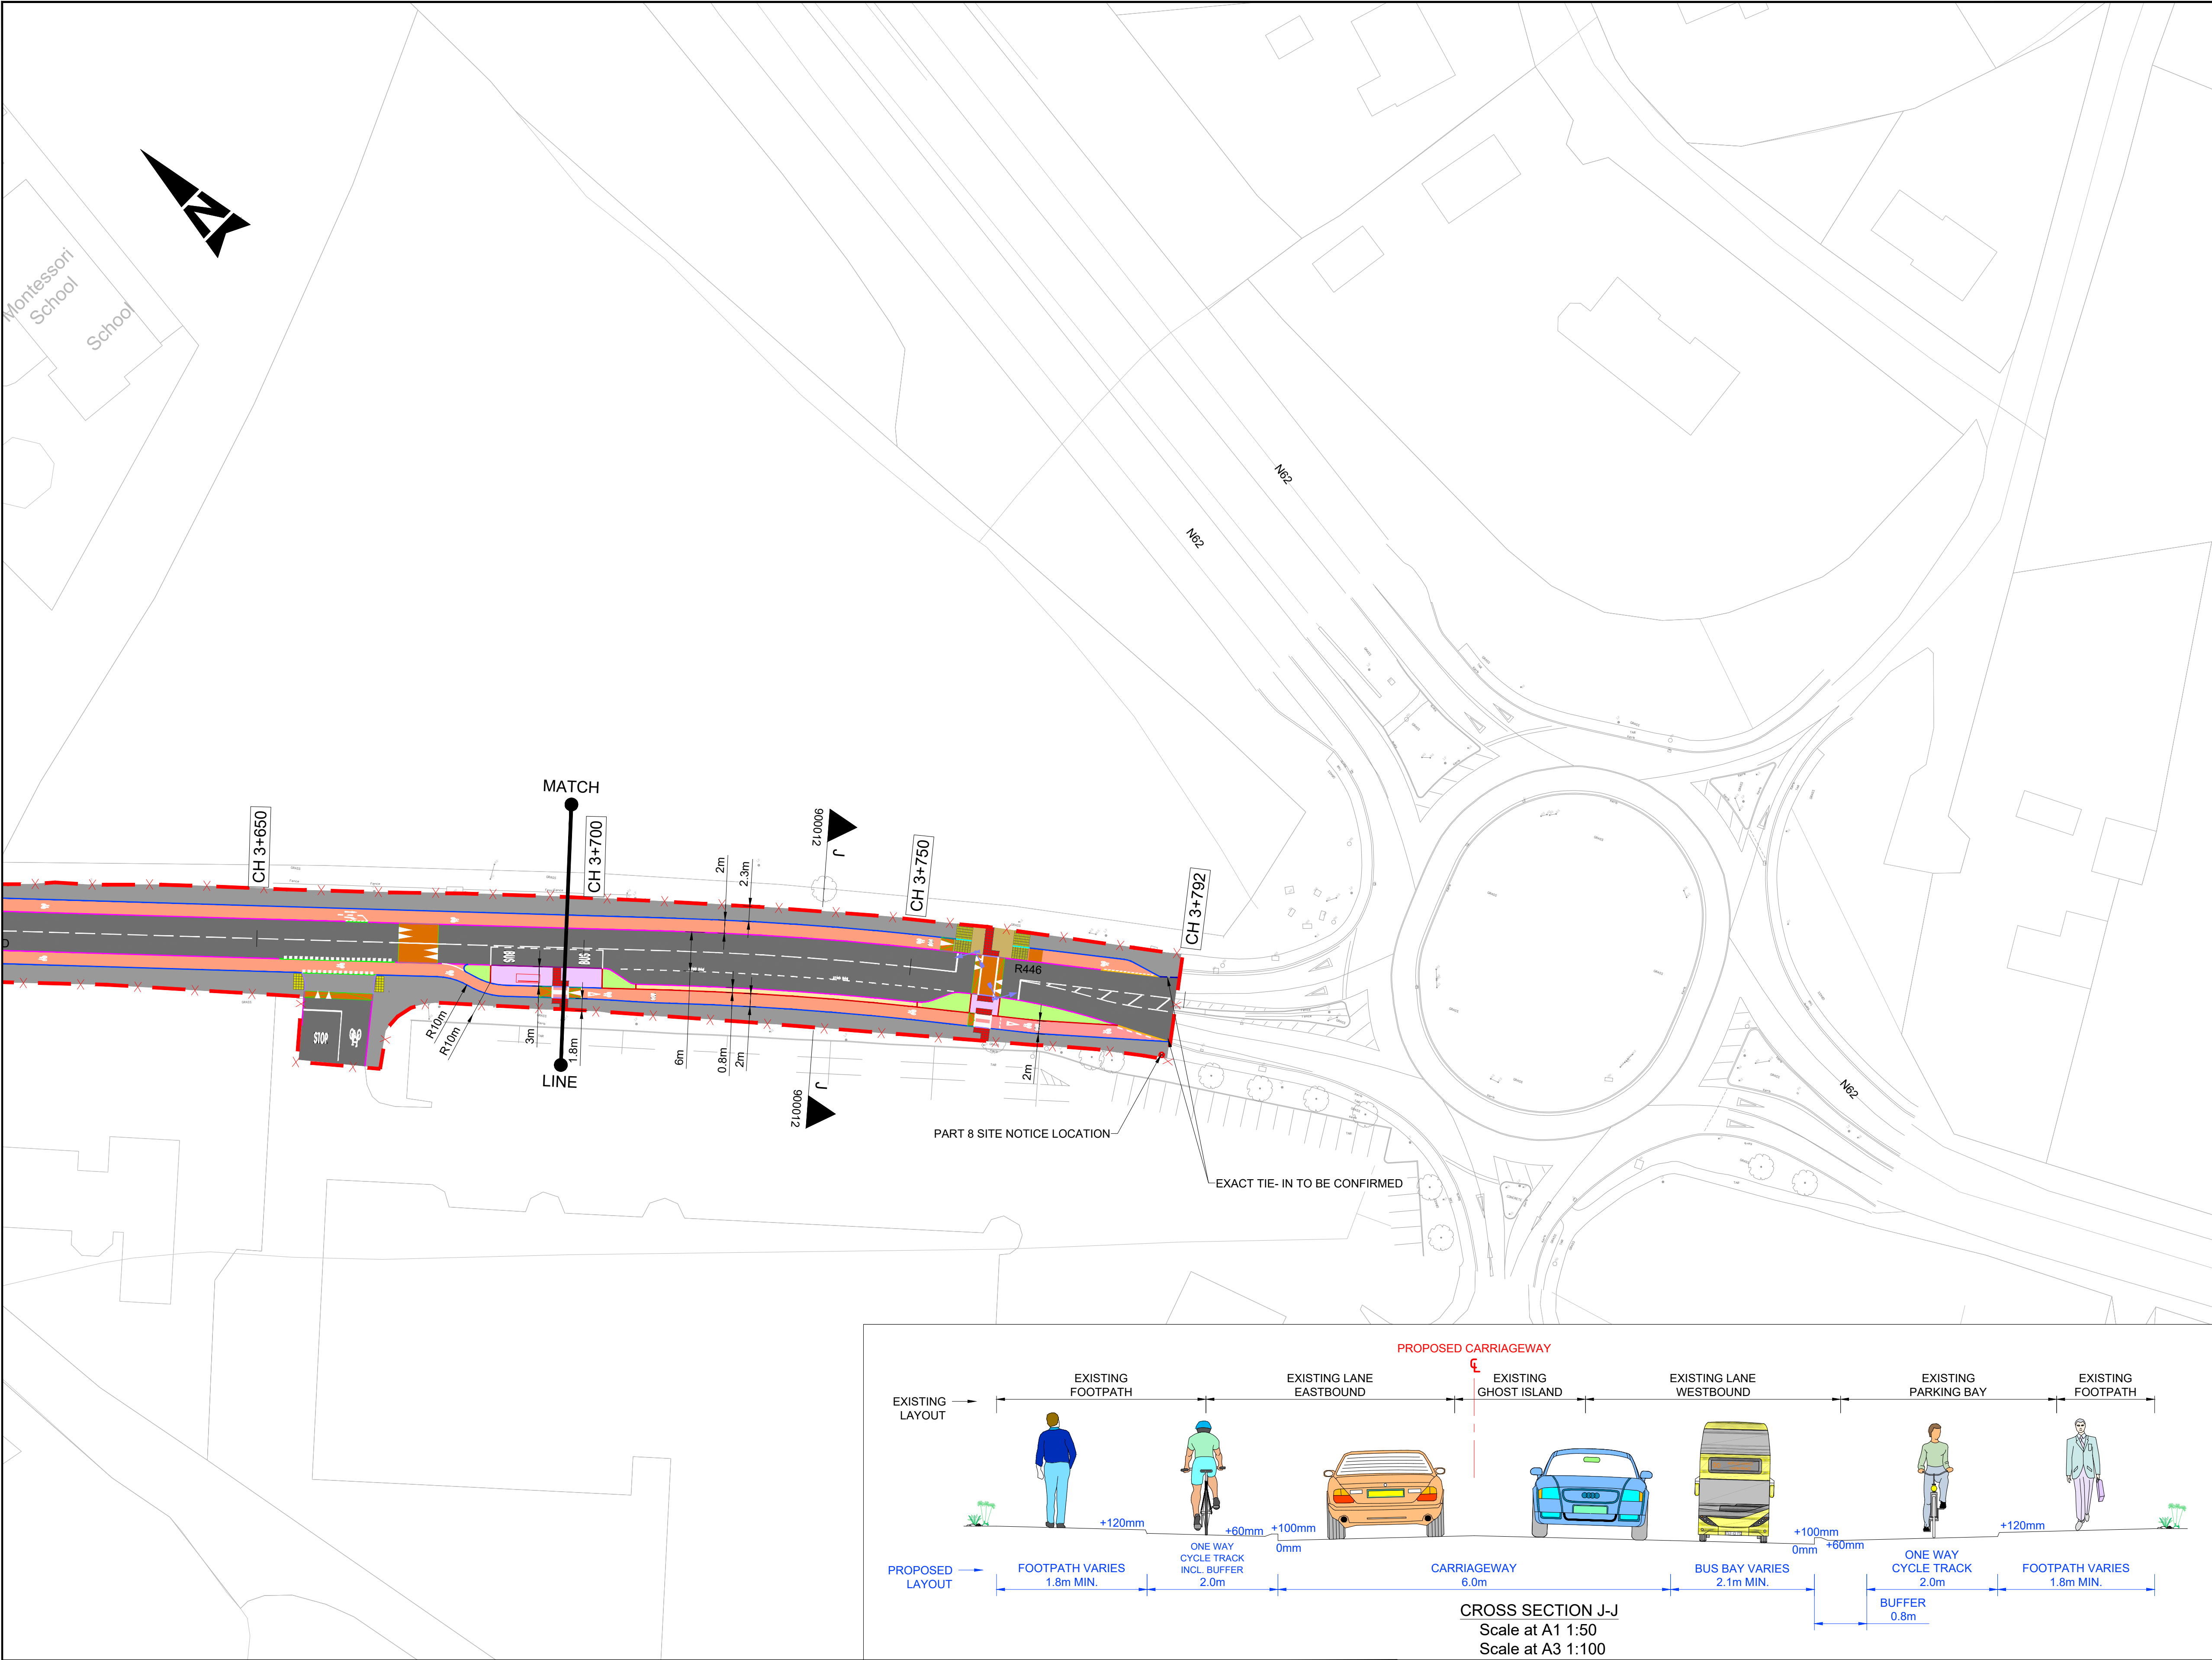 N
Montessori
School
School
N62
N62
MATCH
CH 3+650
CH 3+700
900012
J
2m
2.3m
CH 3+750
CH 3+792
BUS
STOP
R446
STOP
R10m
R10m
3m
1.8m
LINE
6m
0.8m
2m
900012
J
2m
N62
PART 8 SITE NOTICE LOCATION
EXACT TIE- IN TO BE CONFIRMED
PROPOSED CARRIAGEWAY
EXISTING
LAYOUT
EXISTING
FOOTPATH
EXISTING LANE
EASTBOUND
EXISTING
GHOST ISLAND
EXISTING LANE
WESTBOUND
EXISTING
PARKING BAY
EXISTING
FOOTPATH
+120mm
+60mm
+100mm
0mm
+100mm
0mm
+60mm
+120mm
PROPOSED
LAYOUT
FOOTPATH VARIES
1.8m MIN.
ONE WAY
CYCLE TRACK
INCL. BUFFER
2.0m
CARRIAGEWAY
6.0m
BUS BAY VARIES
2.1m MIN.
ONE WAY
CYCLE TRACK
2.0m
FOOTPATH VARIES
1.8m MIN.
BUFFER
0.8m
CROSS SECTION J-J
Scale at A1 1:50
Scale at A3 1:100